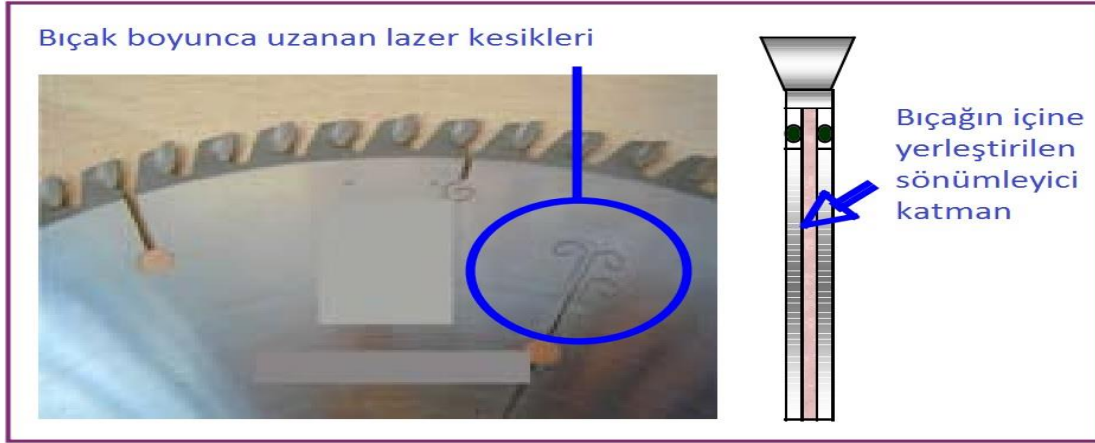 Bıçak boyunca uzanan lazer kesikleri
Bıçağın içine
yerleştirilen
sönümleyici
katman